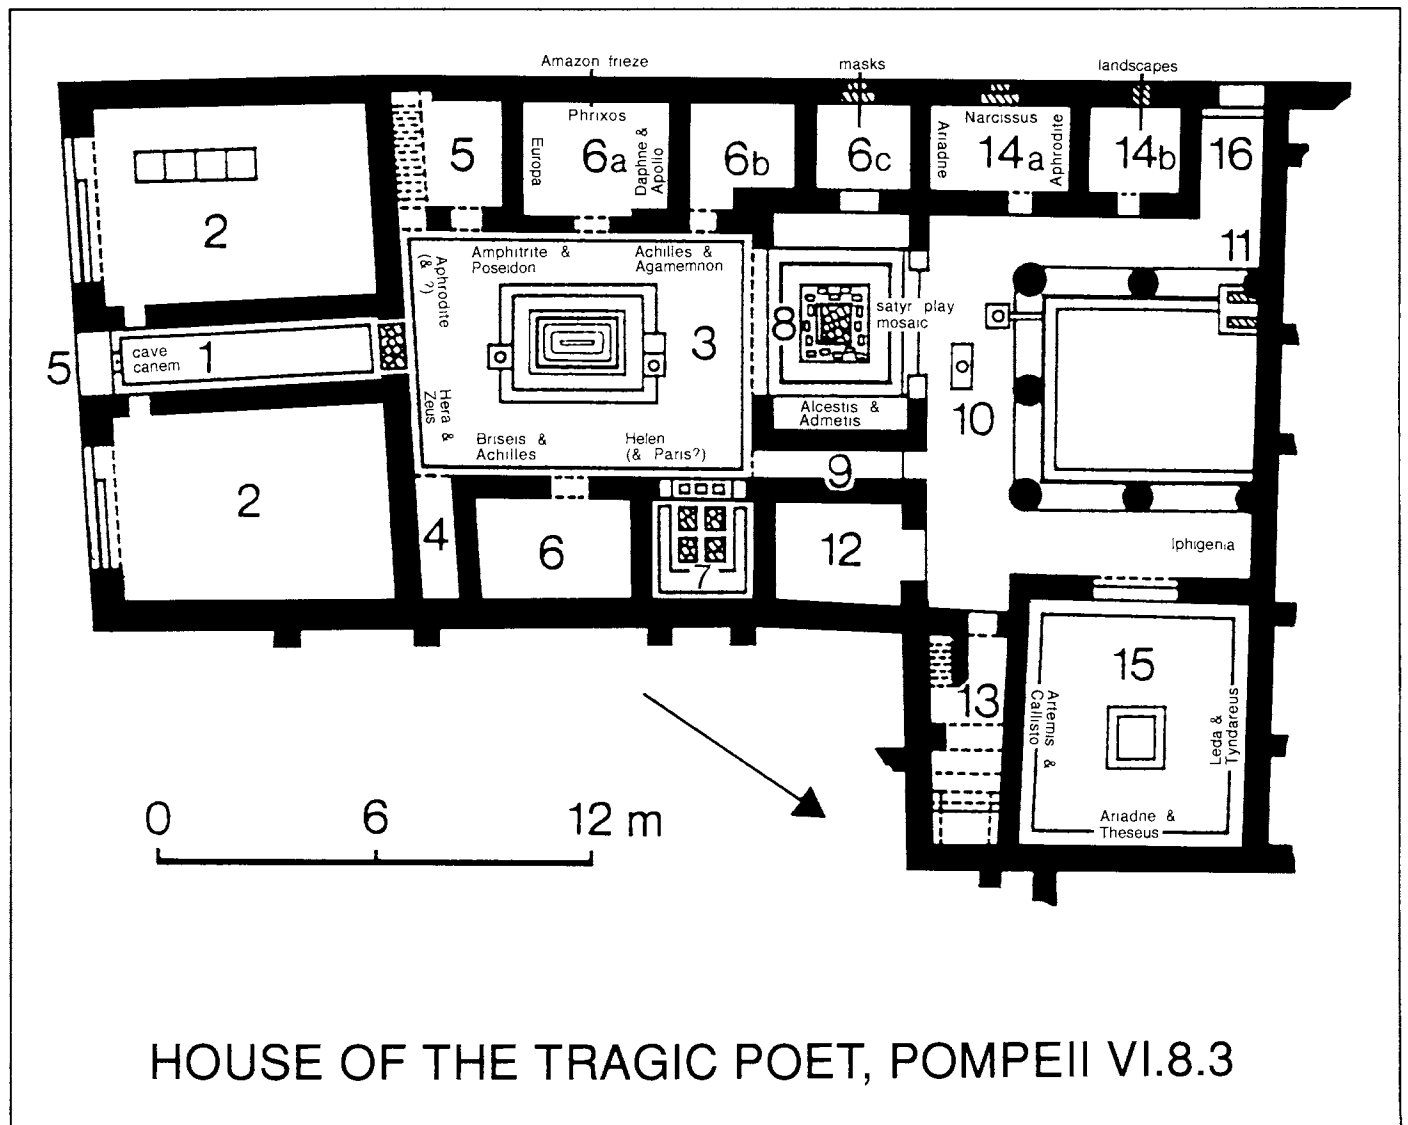 Amazon frieze
masks
landscapes
Phrixos
Europa
6a
Daphne &
Apollo
5
6b
6c
Ariadne
Narcissus
14a
Aphrodite
14b
16
2
11
Amphitrite &
Poseidon
Achilles &
Agamemnon
Aphrodite
(& ?)
3
8
satyr play
mosaic
5
cave
canem
1
Hera &
Zeus
Briseis &
Achilles
Helen
(& Paris?)
Alcestis &
Admetis
10
9
2
4
6
7
12
Iphigenia
13
15
Artemis &
Callisto
Leda &
Tyndareus
Ariadne &
Theseus
0 6 12 m
HOUSE OF THE TRAGIC POET, POMPEII VI.8.3